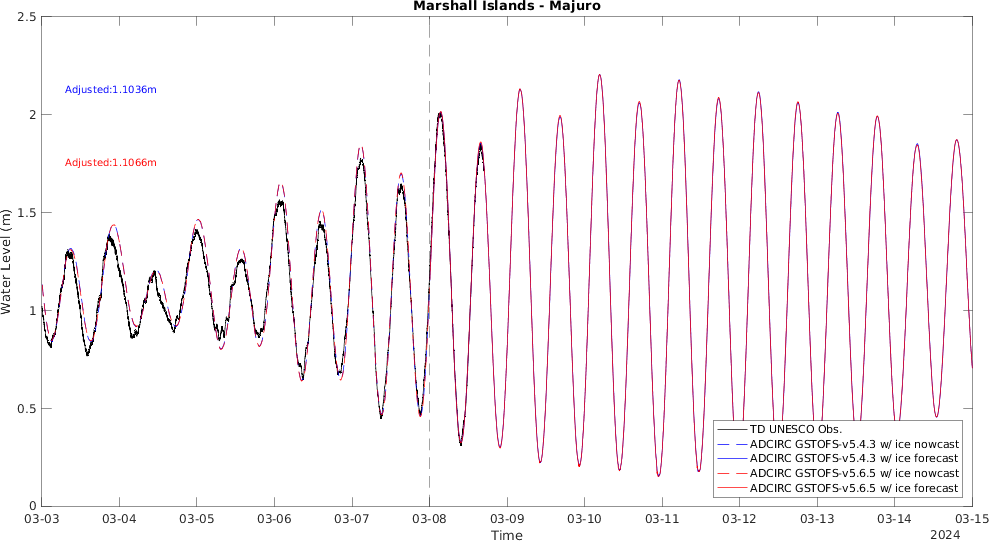 Marshall Islands - Majuro
2.5
2
1.5
1
0.5
0
Water Level (m)
Adjusted:1.1036m
Adjusted:1.1066m
TD UNESCO Obs.
ADCIRC GSTOFS-v5.4.3 w/ ice nowcast
ADCIRC GSTOFS-v5.4.3 w/ ice forecast
ADCIRC GSTOFS-v5.6.5 w/ ice nowcast
ADCIRC GSTOFS-v5.6.5 w/ ice forecast
03-03 03-04 03-05 03-06 03-07 03-08 03-09 03-10 03-11 03-12 03-13 03-14 03-15
Time
2024